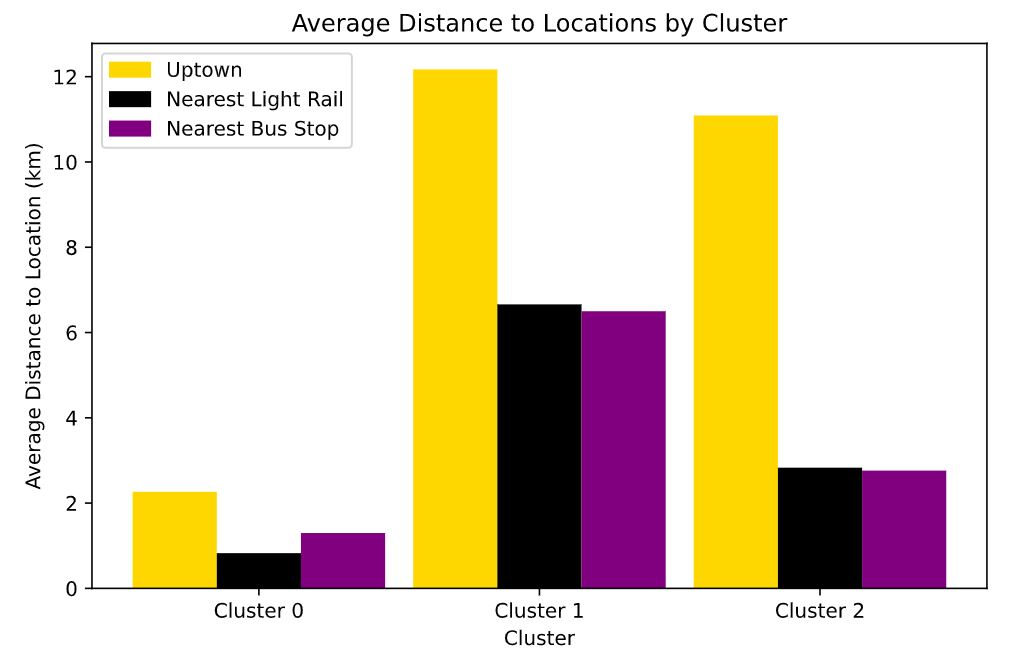 Average Distance to Locations by Cluster
Uptown
Nearest Light Rail
Nearest Bus Stop
Average Distance to Location (km)
12
10
8
6
4
2
0
Cluster 0
Cluster 1
Cluster 2
Cluster